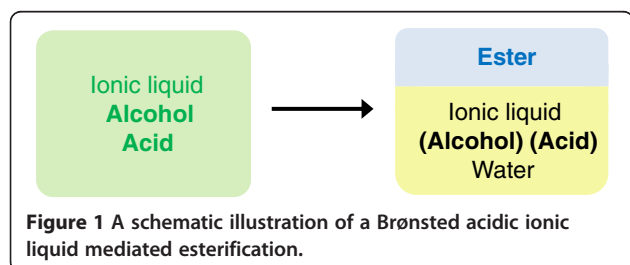 Ionic liquid
Alcohol
Acid
Ester
Ionic liquid
(Alcohol) (Acid)
Water
Figure 1 A schematic illustration of a Brønsted acidic ionic
liquid mediated esterification.